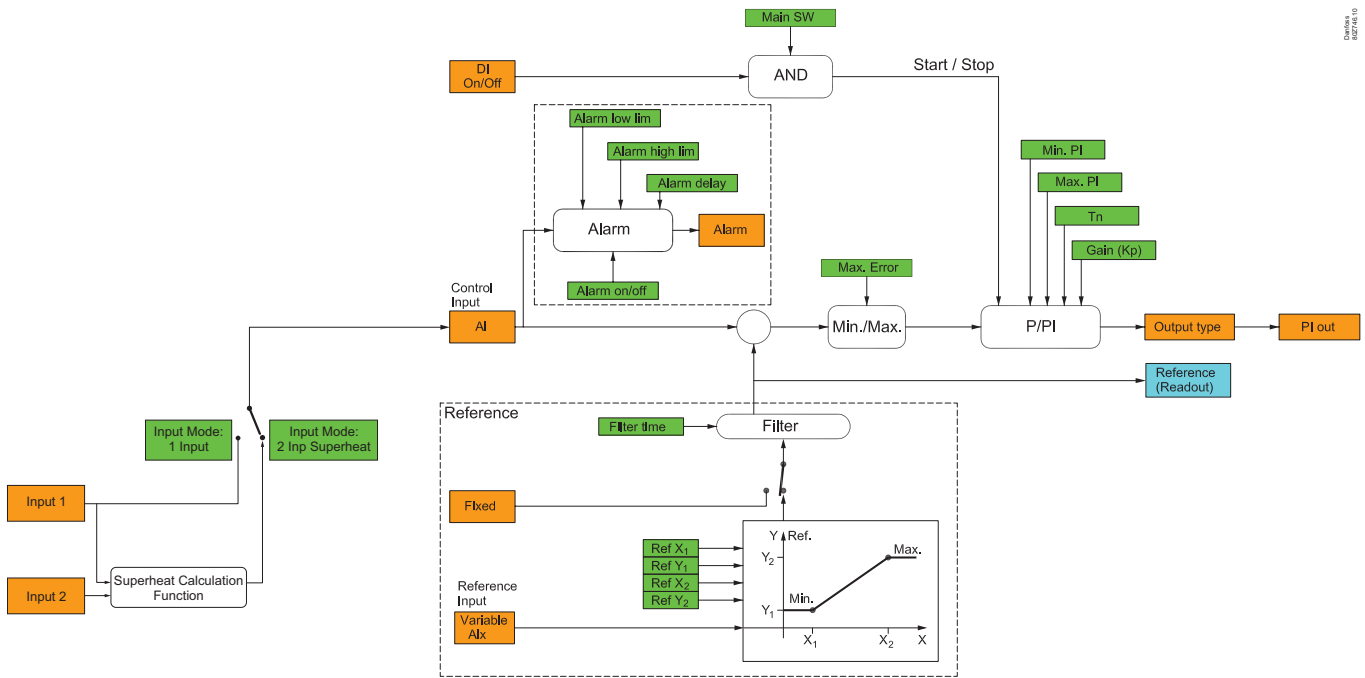 Main SW
Danfoss
80Z746.10
DI
On/Off
AND
Start / Stop
Alarm low lim
Alarm high lim
Alarm delay
Alarm
Alarm
Alarm on/off
Min. PI
Max. PI
Tn
Gain (Kp)
Max. Error
Control
Input
AI
Min./Max.
P/PI
Output type
PI out
Reference
(Readout)
Reference
Filter time
Filter
Input Mode:
1 Input
Input Mode:
2 Inp Superheat
Input 1
Fixed
Input 2
Superheat Calculation
Function
Ref X1
Ref Y1
Ref X2
Ref Y2
Reference
Input
Variable
AIx
Y
Ref.
Y2
Max.
Min.
Y1
X1
X2
X